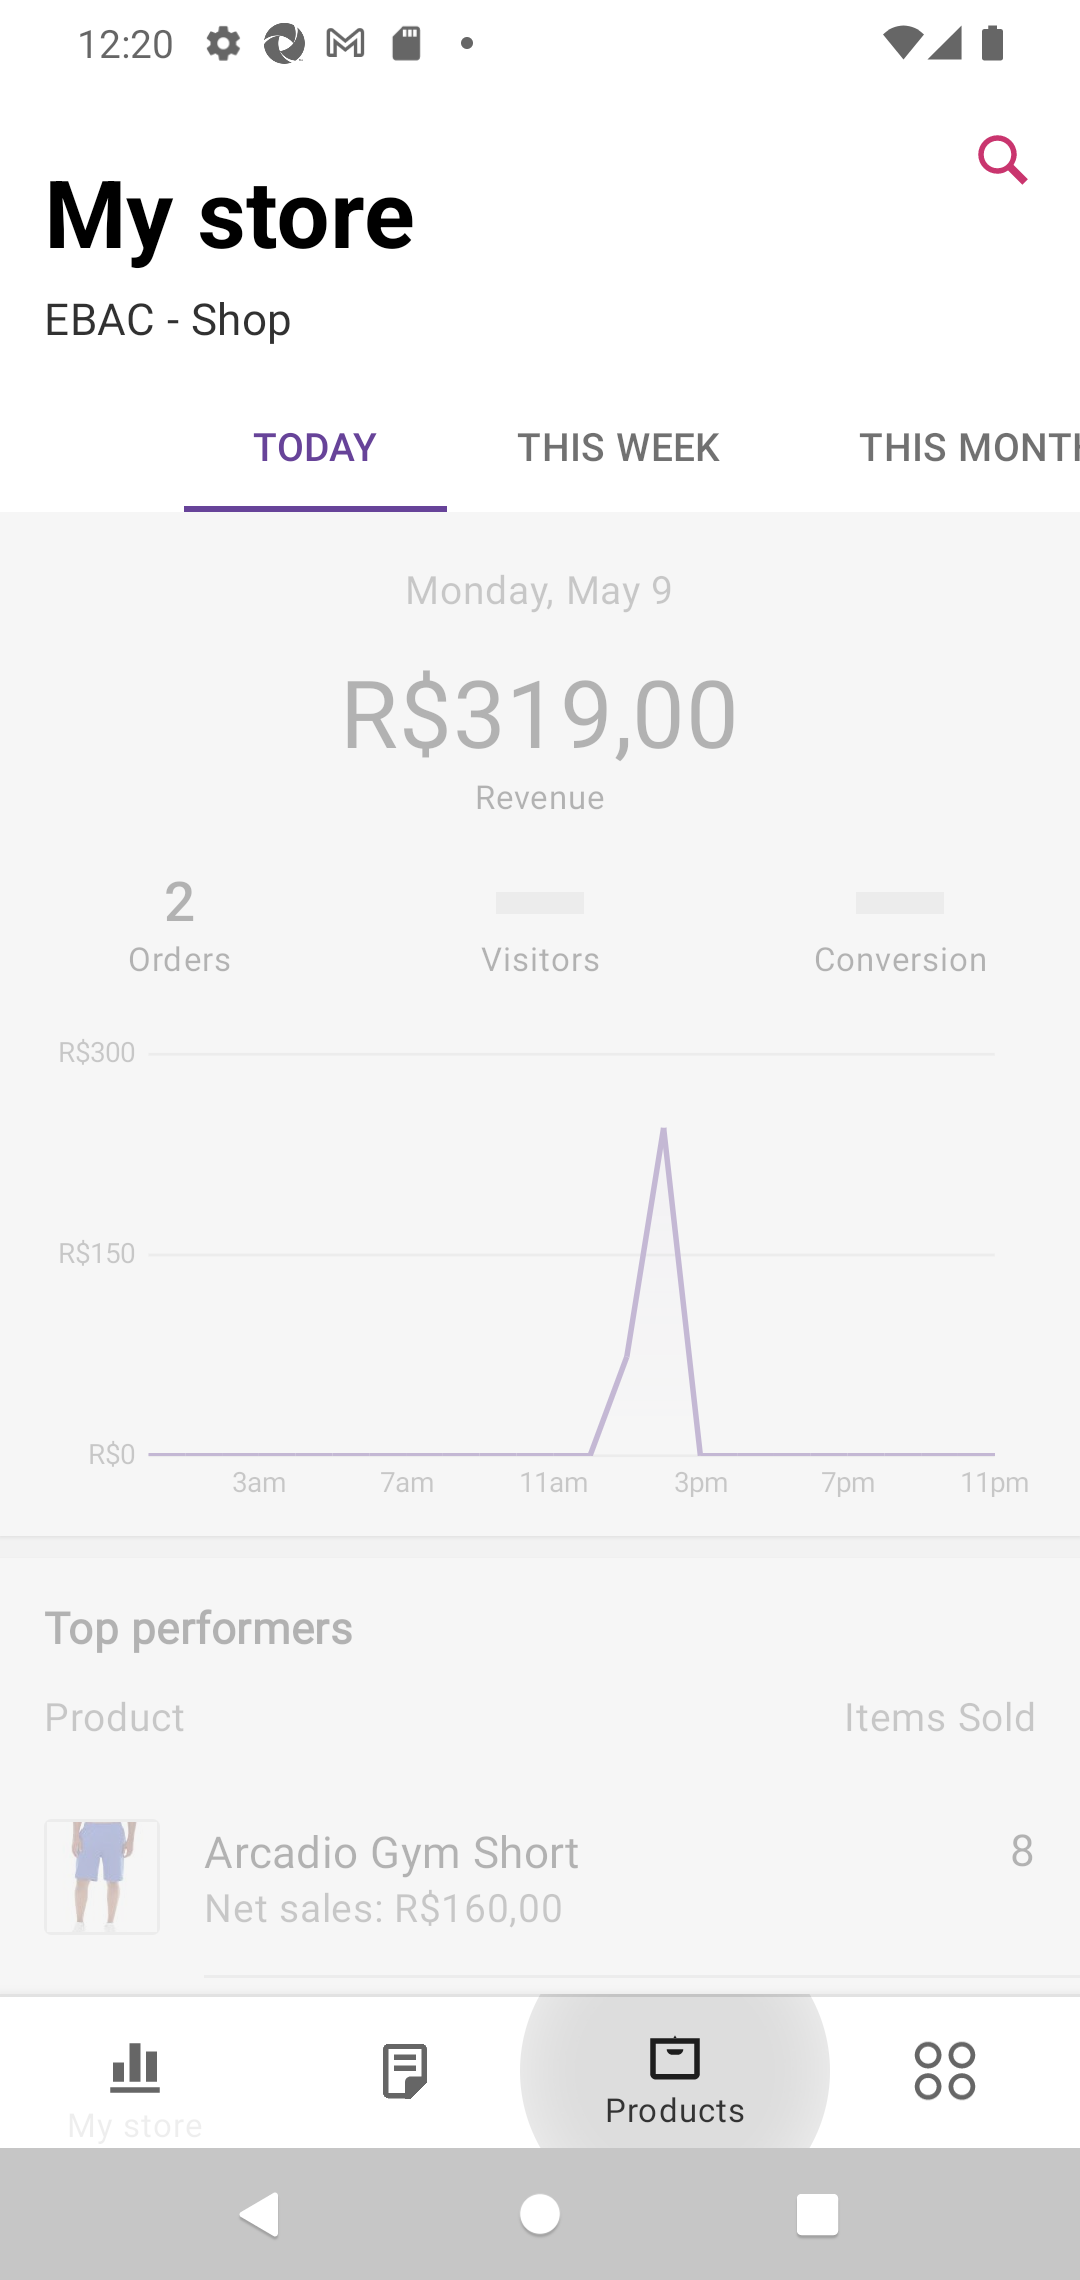 12:20
My store
EBAC - Shop
TODAY THIS WEEK THIS MONTH
Monday, May 9
R$319,00
Revenue
2
Orders Visitors Conversion
R$300
R$150
R$0
3am 7am 11am 3pm 7pm 11pm
Top performers
Product Items Sold
Arcadio Gym Short 8
Net sales: R$160,00
Products
My store